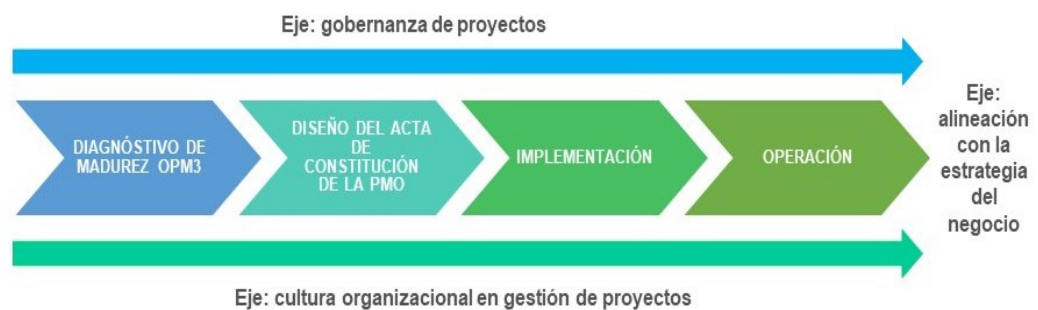 Eje: gobernanza de proyectos
DIAGNÓSTIVO DE
MADUREZ OPM3
DISEÑO DEL ACTA
DE
CONSTITUCIÓN
DE LA PMO
IMPLEMENTACIÓN
OPERACIÓN
Eje:
alineación
con la
estrategia
del
negocio
Eje: cultura organizacional en gestión de proyectos